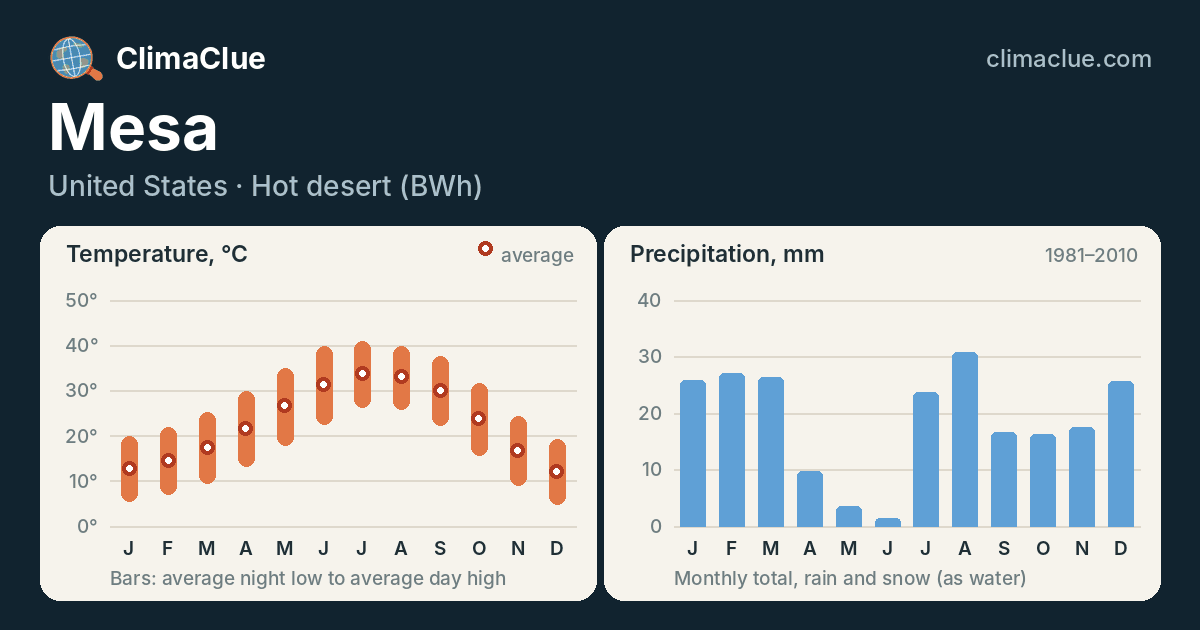 ClimaClue
climaclue.com
Mesa
United States · Hot desert (BWh)
Temperature, °C
average
50°
40°
30°
20°
10°
0°
J F M A M J J A S O N D
Bars: average night low to average day high
Precipitation, mm
1981–2010
40
30
20
10
0
J F M A M J J A S O N D
Monthly total, rain and snow (as water)